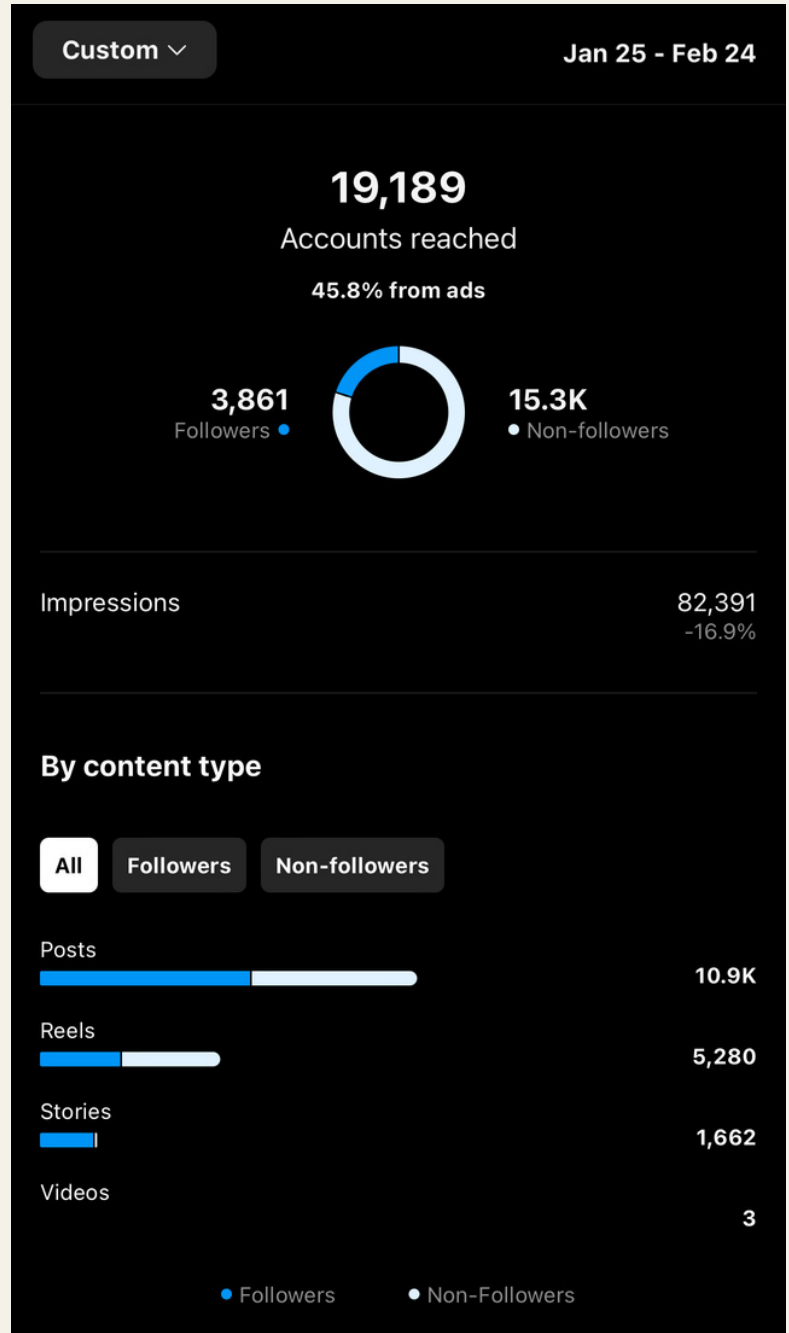 Custom
Jan 25 - Feb 24
19,189
Accounts reached
45.8% from ads
3,861
Followers
15.3K
Non-followers
Impressions
82,391
-16.9%
By content type
All
Followers
Non-followers
Posts
10.9K
Reels
5,280
Stories
1,662
Videos
3
Followers
Non-Followers